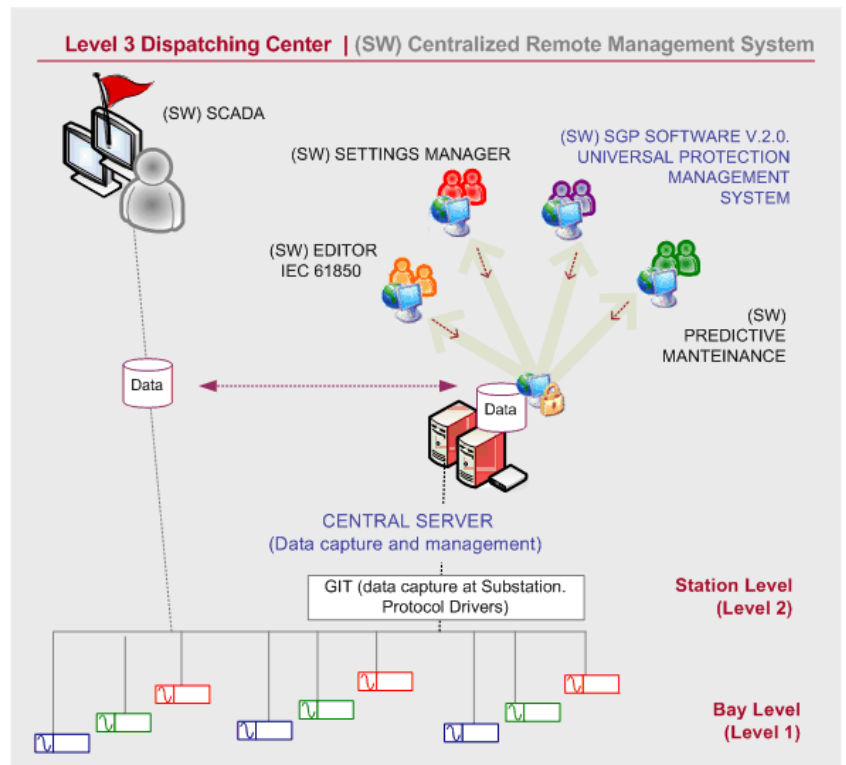 Level 3 Dispatching Center | (SW) Centralized Remote Management System
(SW) SCADA
(SW) SETTINGS MANAGER
(SW) SGP SOFTWARE V.2.0.
UNIVERSAL PROTECTION
MANAGEMENT
SYSTEM
(SW) EDITOR
IEC 61850
(SW)
PREDICTIVE
MANTEINANCE
Data
Data
CENTRAL SERVER
(Data capture and management)
GIT (data capture at Substation.
Protocol Drivers)
Station Level
(Level 2)
Bay Level
(Level 1)